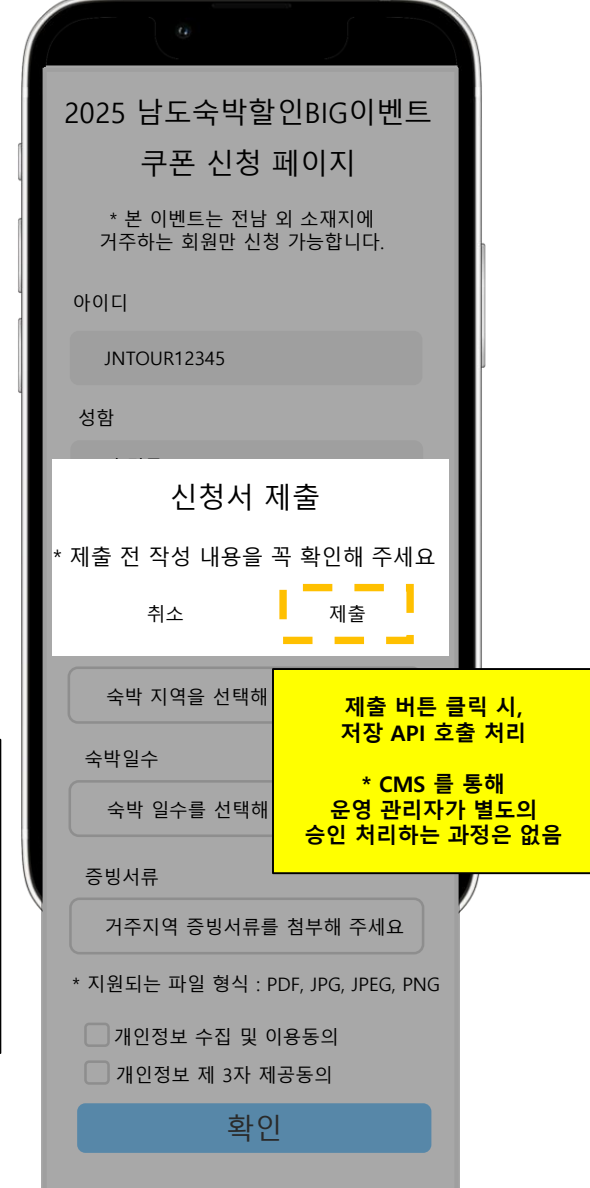 2025 남도숙박할인BIG이벤트
쿠폰 신청 페이지
* 본 이벤트는 전남 외 소재지에
거주하는 회원만 신청 가능합니다.
아이디
JNTOUR12345
성함
신청서 제출
* 제출 전 작성 내용을 꼭 확인해 주세요
취소
제출
숙박 지역을 선택해
제출 버튼 클릭 시,
저장 API 호출 처리
* CMS 를 통해
운영 관리자가 별도의
승인 처리하는 과정은 없음
숙박일수
숙박 일수를 선택해
증빙서류
거주지역 증빙서류를 첨부해 주세요
* 지원되는 파일 형식 : PDF, JPG, JPEG, PNG
개인정보 수집 및 이용동의
개인정보 제 3자 제공동의
확인